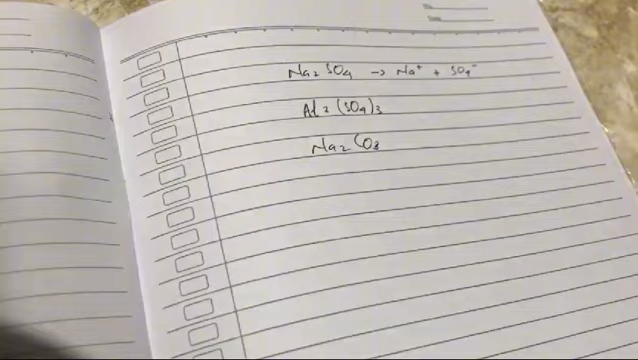 Na₂SO₄ → Na⁺ + SO₄⁻
Al₂(SO₄)₃
Na₂CO₃